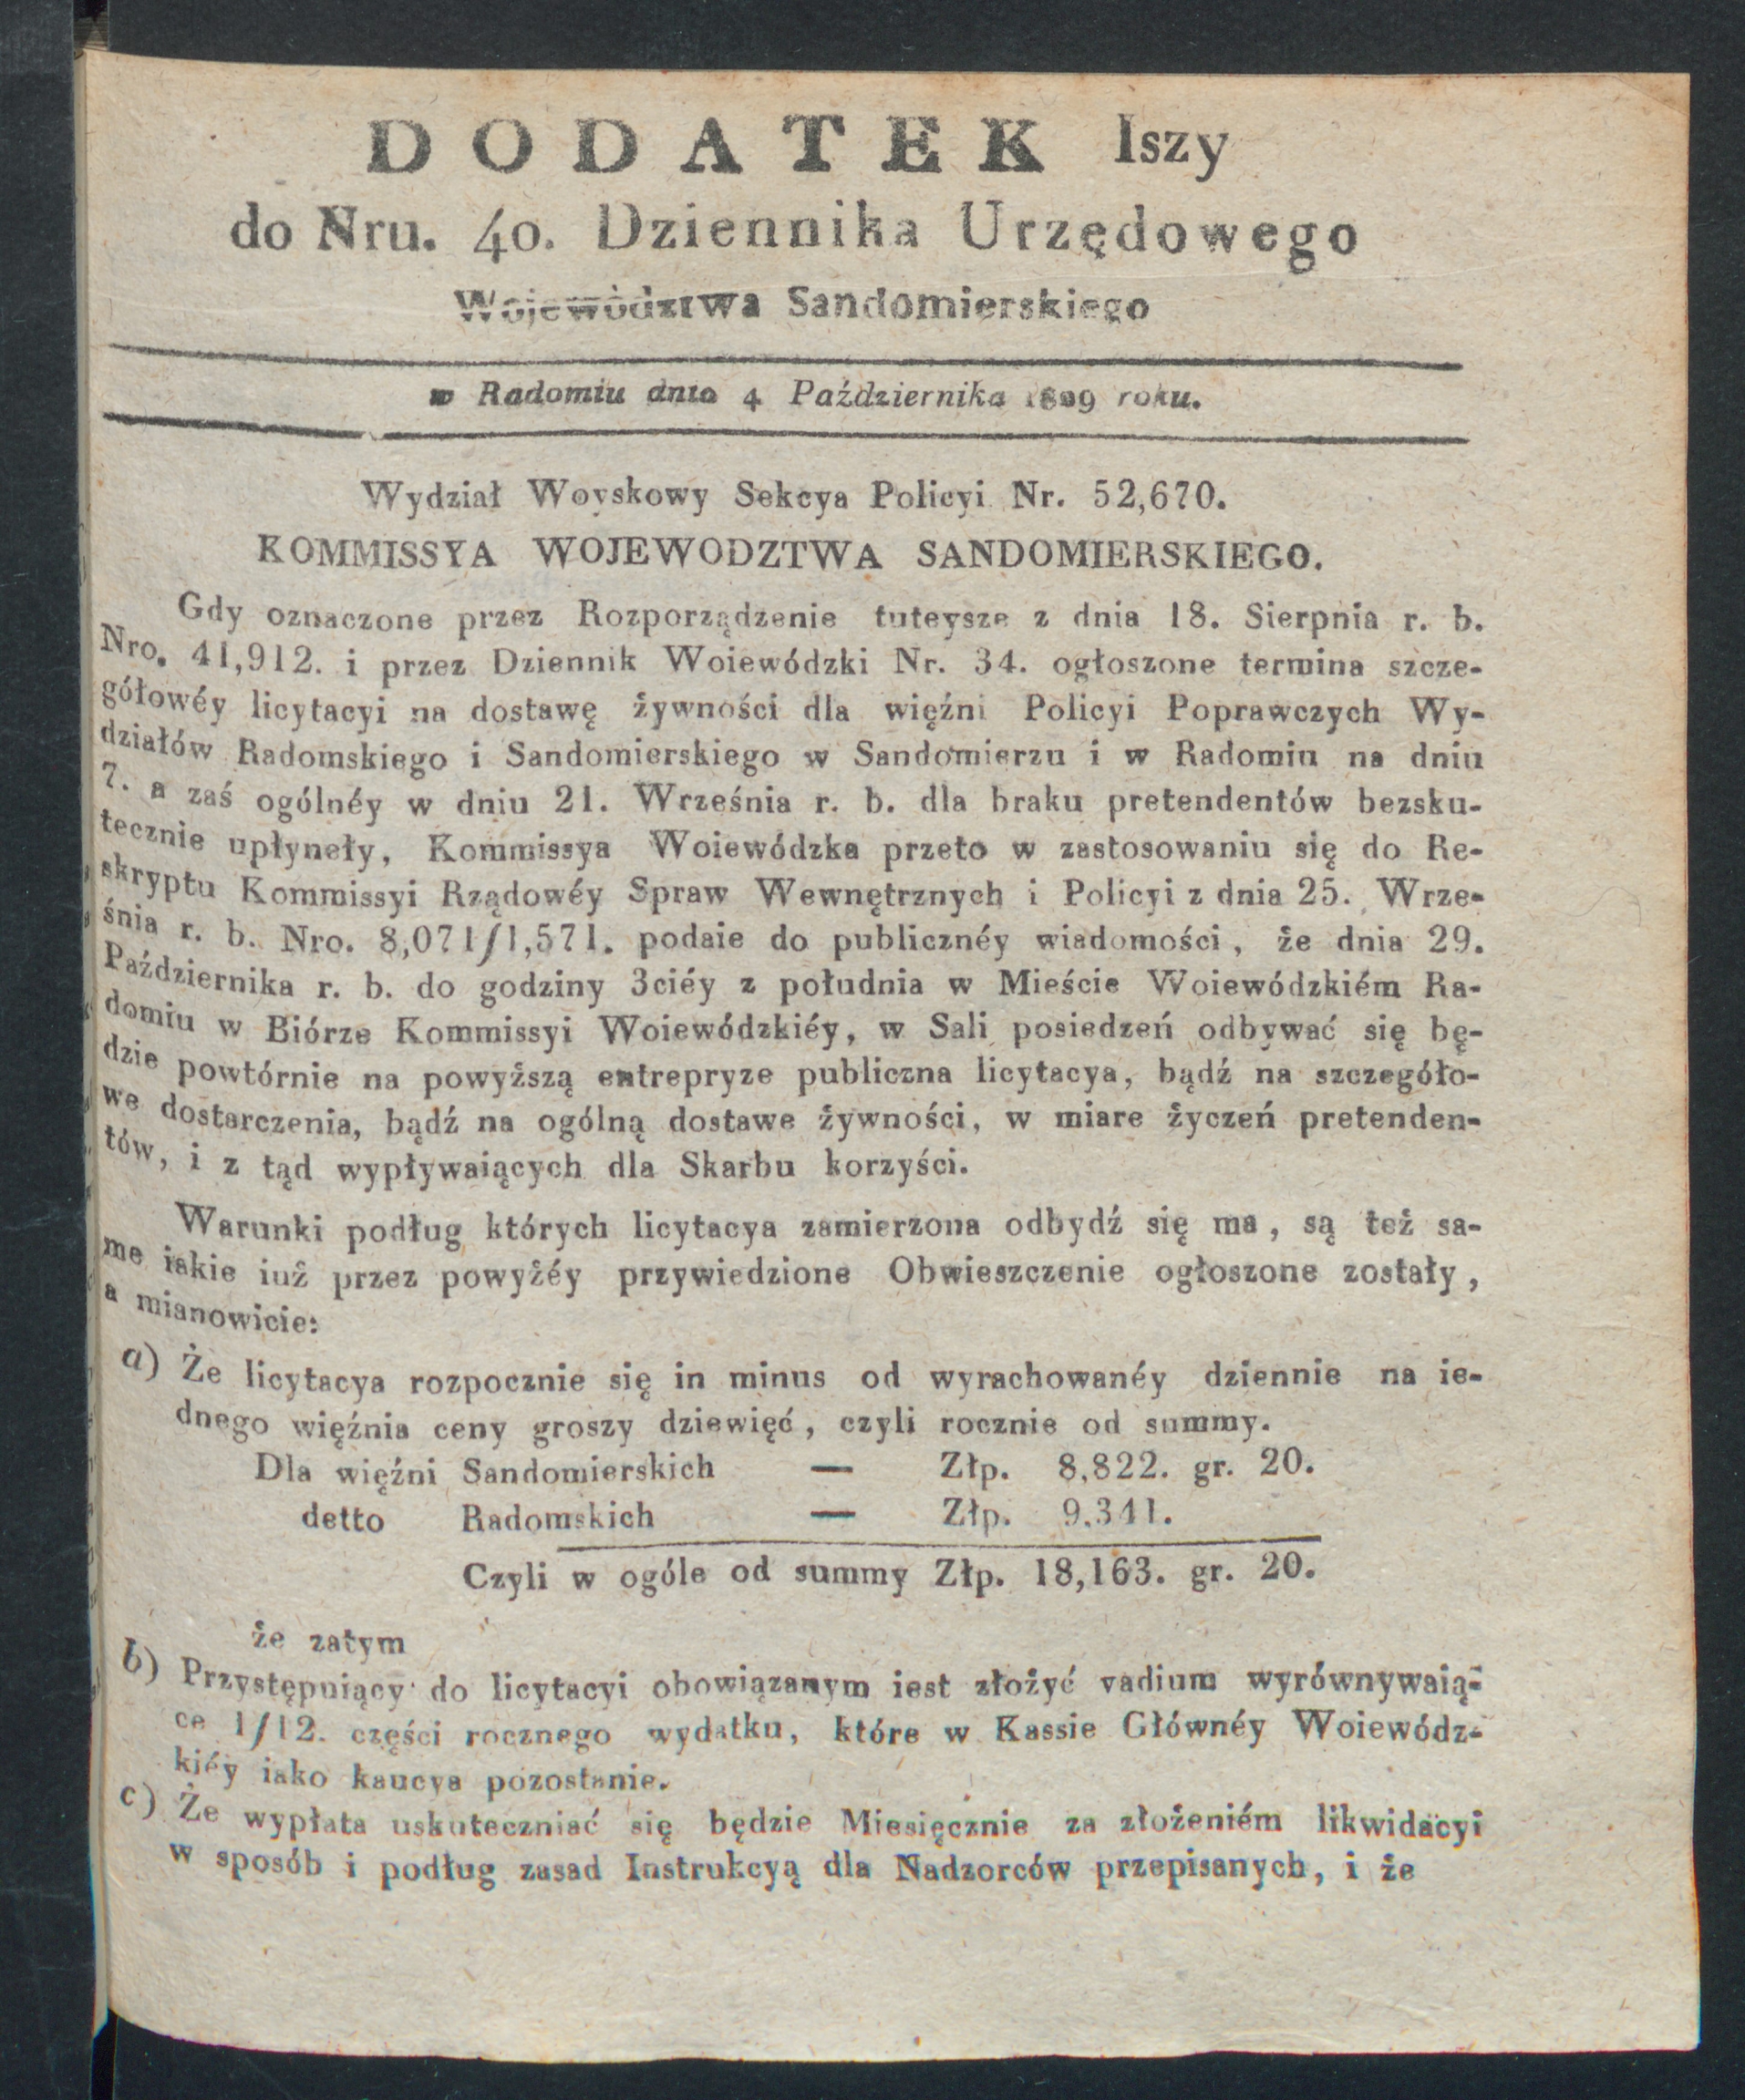 DODATEK Iszy
do Nru. 40. Dziennika Urzędowego
Województwa Sandomierskiego
w Radomiu dnia 4 Października 1829 roku.
Wydział Woyskowy Sekcya Policyi Nr. 52,670.
KOMMISSYA WOJEWODZTWA SANDOMIERSKIEGO.
Gdy oznaczone przez Rozporządzenie tuteysze z dnia 18. Sierpnia r. b.
Nro. 41,912. i przez Dziennik Woiewódzki Nr. 34. ogłoszone termina szcze-
gółowéy licytacyi na dostawę żywności dla więźni Policyi Poprawczych Wy-
działów Radomskiego i Sandomierskiego w Sandomierzu i w Radomiu na dniu
7. a zaś ogólnéy w dniu 21. Września r. b. dla braku pretendentów bezsku-
tecznie upłyneły, Kommissya Woiewódzka przeto w zastosowaniu się do Re-
skryptu Kommissyi Rządowéy Spraw Wewnętrznych i Policyi z dnia 25. Wrze-
śnia r. b. Nro. 8,071/1,571. podaie do publicznéy wiadomości, że dnia 29.
Października r. b. do godziny 3ciéy z południa w Mieście Woiewódzkiém Ra-
domiu w Biórze Kommissyi Woiewódzkiéy, w Sali posiedzeń odbywać się bę-
dzie powtórnie na powyższą entrepryze publiczna licytacya, bądź na szczegóło-
we dostarczenia, bądź na ogólną dostawe żywności, w miare życzeń pretenden-
tów, i z tąd wypływaiących dla Skarbu korzyści.
Warunki podług których licytacya zamierzona odbydź się ma, są też sa-
me iakie iuż przez powyżéy przywiedzione Obwieszczenie ogłoszone zostały,
a mianowicie:
a) Że licytacya rozpocznie się in minus od wyrachowanéy dziennie na ie-
dnego więźnia ceny groszy dziewięć, czyli rocznie od summy.
Dla więźni Sandomierskich — Złp. 8,822. gr. 20.
detto Radomskich — Złp. 9,341.
Czyli w ogóle od summy Złp. 18,163. gr. 20.
że zatym
b) Przystępuiący do licytacyi obowiązanym iest złożyć vadium wyrównywaią-
ce 1/12. części rocznego wydatku, które w Kassie Głównéy Woiewódz-
kiéy iako kaucya pozostanie.
c) Że wypłata uskuteczniać się będzie Miesięcznie za złożeniém likwidacyi
w sposób i podług zasad Instrukcyą dla Nadzorców przepisanych, i że